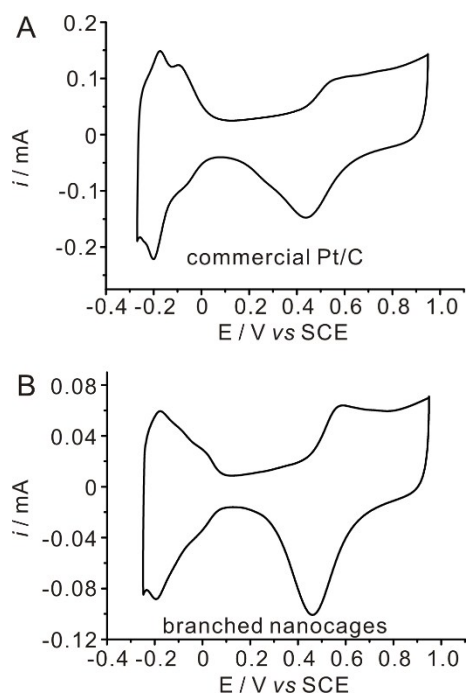 A
0.2
0.1
0
-0.1
-0.2
i / mA
commercial Pt/C
-0.4 -0.2 0 0.2 0.4 0.6 0.8 1.0
E / V vs SCE
B
0.08
0.04
0
-0.04
-0.08
-0.12
i / mA
branched nanocages
-0.4 -0.2 0 0.2 0.4 0.6 0.8 1.0
E / V vs SCE